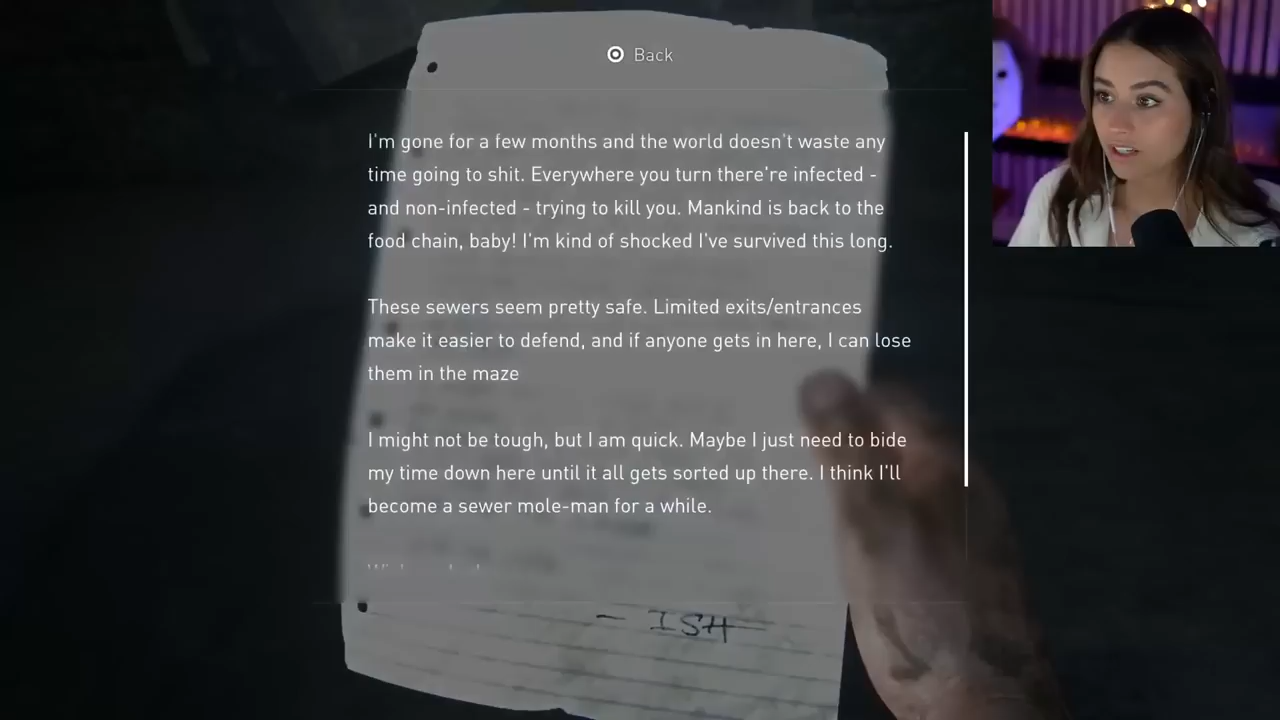 Back
I'm gone for a few months and the world doesn't waste any
time going to shit. Everywhere you turn there're infected -
and non-infected - trying to kill you. Mankind is back to the
food chain, baby! I'm kind of shocked I've survived this long.
These sewers seem pretty safe. Limited exits/entrances
make it easier to defend, and if anyone gets in here, I can lose
them in the maze
I might not be tough, but I am quick. Maybe I just need to bide
my time down here until it all gets sorted up there. I think I'll
become a sewer mole-man for a while.
- ISH